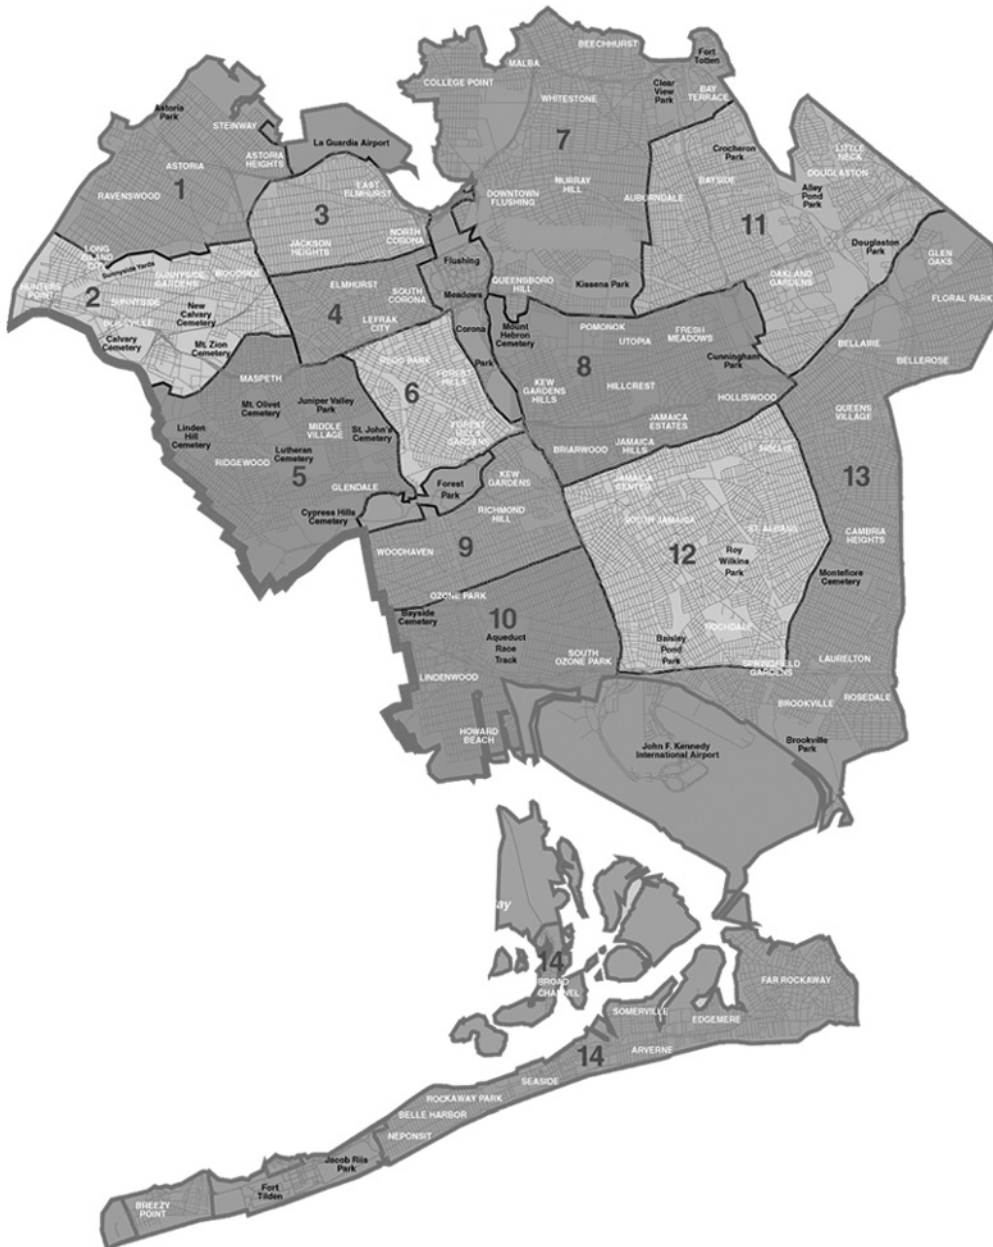 BEECHHURST
MALBA
Fort
Totten
COLLEGE POINT
Clear
View
Park
BAY
TERRACE
WHITESTONE
Astoria
Park
STEINWAY
La Guardia Airport
7
Crocheron
Park
LITTLE
NECK
DOUGLASTON
ASTORIA
ASTORIA
HEIGHTS
1
RAVENSWOOD
EAST
ELMHURST
3
MURRAY
HILL
DOWNTOWN
FLUSHING
AUBURNDALE
BAYSIDE
Alley
Pond
Park
11
JACKSON
HEIGHTS
NORTH
CORONA
Douglaston
Park
GLEN
OAKS
LONG
ISLAND
CITY
Sunnyside Yards
SUNNYSIDE
GARDENS
WOODSIDE
Flushing
Meadows
Corona
Park
QUEENSBORO
HILL
Kissena Park
OAKLAND
GARDENS
FLORAL PARK
HUNTERS
POINT
2
SUNNYSIDE
New
Calvary
Cemetery
ELMHURST
SOUTH
CORONA
4
LEFRAK
CITY
BLISSVILLE
Calvary
Cemetery
Mt. Zion
Cemetery
Mount
Hebron
Cemetery
POMONOK
UTOPIA
FRESH
MEADOWS
BELLAIRE
BELLEROSE
8
Cunningham
Park
REGO PARK
FOREST
HILLS
6
MASPETH
KEW
GARDENS
HILLS
HILLCREST
HOLLISWOOD
Mt. Olivet
Cemetery
Juniper Valley
Park
QUEENS
VILLAGE
Linden
Hill
Cemetery
MIDDLE
VILLAGE
St. John's
Cemetery
FOREST
HILLS
GARDENS
JAMAICA
ESTATES
BRIARWOOD
JAMAICA
HILLS
HOLLIS
Lutheran
Cemetery
RIDGEWOOD
5
GLENDALE
Forest
Park
KEW
GARDENS
JAMAICA
CENTER
13
Cypress Hills
Cemetery
RICHMOND
HILL
SOUTH JAMAICA
ST. ALBANS
CAMBRIA
HEIGHTS
WOODHAVEN
9
12
Roy
Wilkins
Park
Montefiore
Cemetery
OZONE PARK
Bayside
Cemetery
10
Aqueduct
Race
Track
ROCHDALE
Baisley
Pond
Park
SOUTH
OZONE PARK
SPRINGFIELD
GARDENS
LAURELTON
LINDENWOOD
BROOKVILLE
ROSEDALE
HOWARD
BEACH
John F. Kennedy
International Airport
Brookville
Park
ay
14
BROAD
CHANNEL
FAR ROCKAWAY
SOMERVILLE
EDGEMERE
14
ARVERNE
SEASIDE
ROCKAWAY PARK
BELLE HARBOR
NEPONSIT
Jacob Riis
Park
Fort
Tilden
BREEZY
POINT